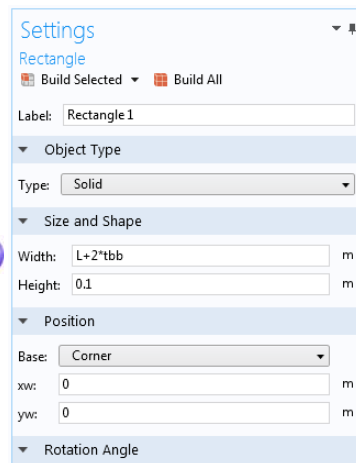 Settings
Rectangle
Build Selected Build All
Label: Rectangle 1
Object Type
Type: Solid
Size and Shape
Width: L+2*tbb m
Height: 0.1 m
Position
Base: Corner
xw: 0 m
yw: 0 m
Rotation Angle